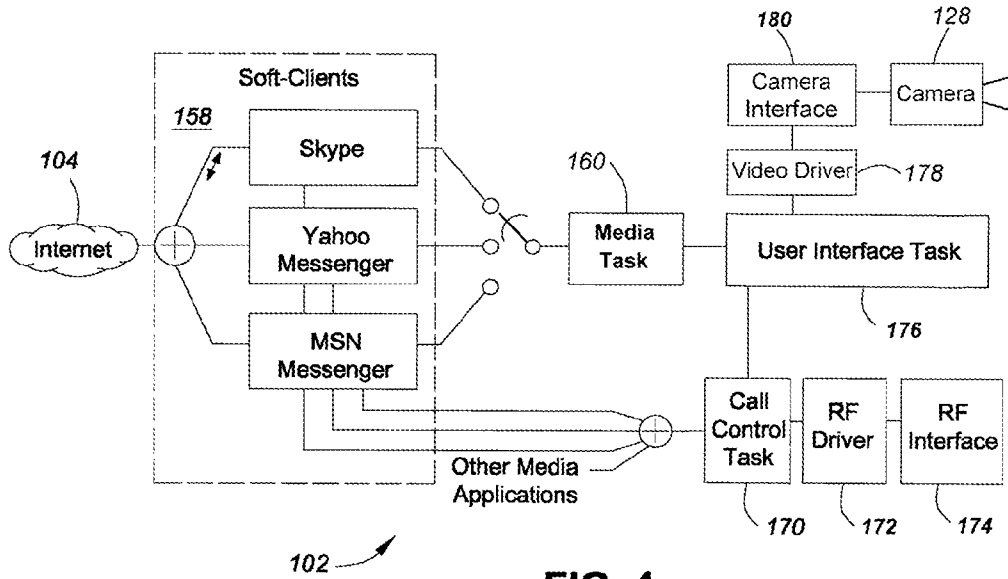 180
128
Soft-Clients
Camera
Interface
Camera
158
104
Skype
160
Video Driver
178
Internet
Yahoo
Messenger
Media
Task
User Interface Task
176
MSN
Messenger
Call
Control
Task
RF
Driver
RF
Interface
Other Media
Applications
170
172
174
102
FIG. 4